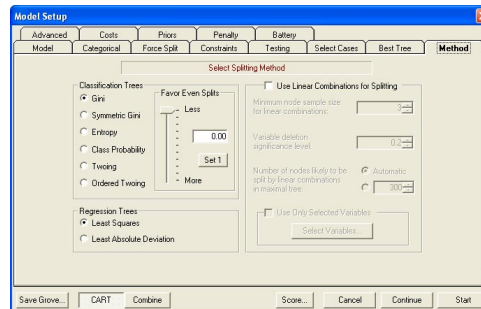 Model Setup
Advanced Costs Priors Penalty Battery
Model Categorical Force Split Constraints Testing Select Cases Best Tree Method
Select Splitting Method
Classification Trees
Gini
Symmetric Gini
Entropy
Class Probability
Twoing
Ordered Twoing
Favor Even Splits
Less
0.00
Set 1
More
Regression Trees
Least Squares
Least Absolute Deviation
Use Linear Combinations for Splitting
Minimum node sample size
for linear combinations:
3
Variable deletion
significance level:
0.2
Number of nodes likely to be
split by linear combinations
in maximal tree:
Automatic
300
Use Only Selected Variables
Select Variables...
Save Grove... CART Combine Score... Cancel Continue Start